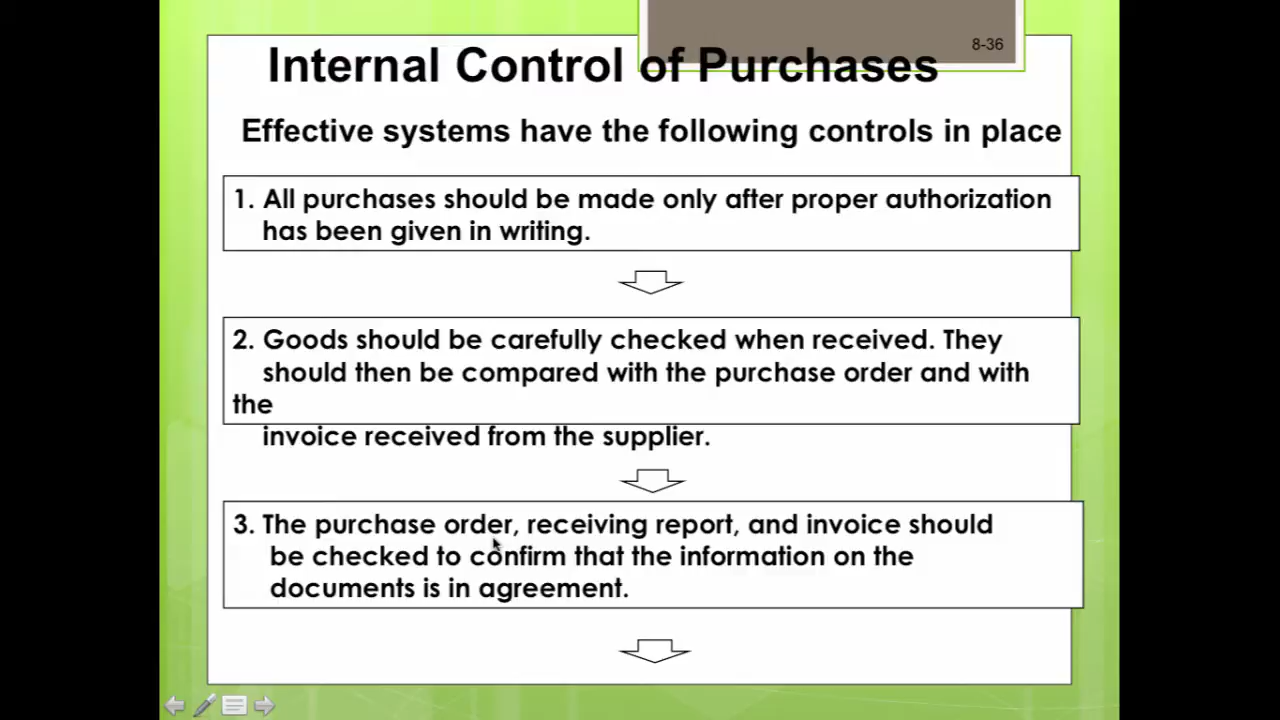 8-36
Internal Control of Purchases
Effective systems have the following controls in place
1. All purchases should be made only after proper authorization
has been given in writing.
2. Goods should be carefully checked when received. They
should then be compared with the purchase order and with
the
invoice received from the supplier.
3. The purchase order, receiving report, and invoice should
be checked to confirm that the information on the
documents is in agreement.